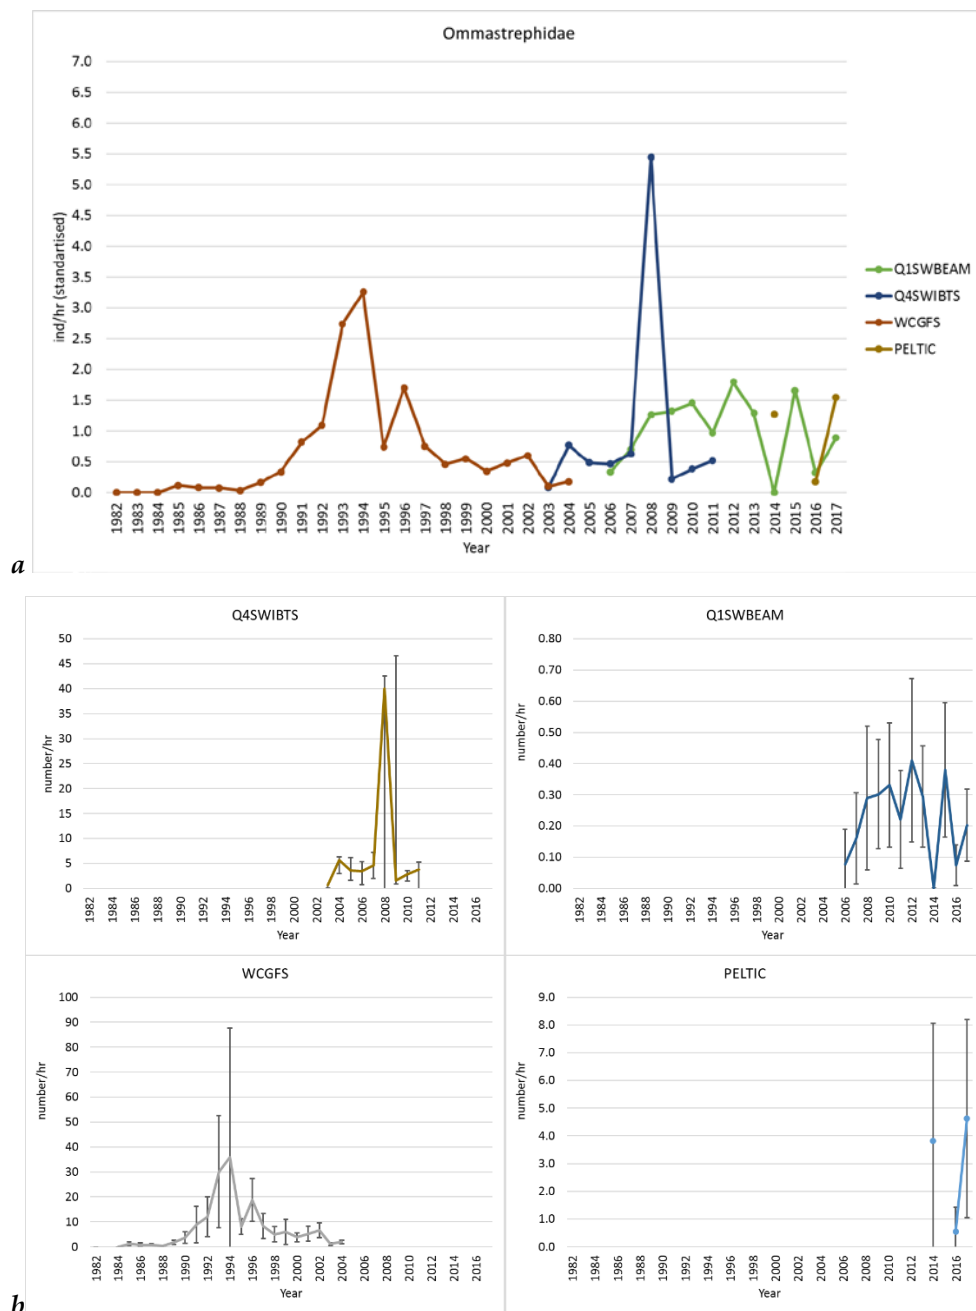 Ommastrephidae
7.0
6.5
6.0
5.5
5.0
4.5
4.0
3.5
3.0
2.5
2.0
1.5
1.0
0.5
0.0
ind/hr (standartised)
1982 1983 1984 1985 1986 1987 1988 1989 1990 1991 1992 1993 1994 1995 1996 1997 1998 1999 2000 2001 2002 2003 2004 2005 2006 2007 2008 2009 2010 2011 2012 2013 2014 2015 2016 2017
Year
Q1SWBEAM
Q4SWIBTS
WCGFS
PELTIC
a
Q4SWIBTS
50
45
40
35
30
25
20
15
10
5
0
number/hr
1982 1984 1986 1988 1990 1992 1994 1996 1998 2000 2002 2004 2006 2008 2010 2012 2014 2016
Year
Q1SWBEAM
0.80
0.70
0.60
0.50
0.40
0.30
0.20
0.10
0.00
number/hr
1982 1984 1986 1988 1990 1992 1994 1996 1998 2000 2002 2004 2006 2008 2010 2012 2014 2016
Year
WCGFS
100
90
80
70
60
50
40
30
20
10
0
number/hr
1982 1984 1986 1988 1990 1992 1994 1996 1998 2000 2002 2004 2006 2008 2010 2012 2014 2016
Year
PELTIC
9.0
8.0
7.0
6.0
5.0
4.0
3.0
2.0
1.0
0.0
number/hr
1982 1984 1986 1988 1990 1992 1994 1996 1998 2000 2002 2004 2006 2008 2010 2012 2014 2016
Year
b